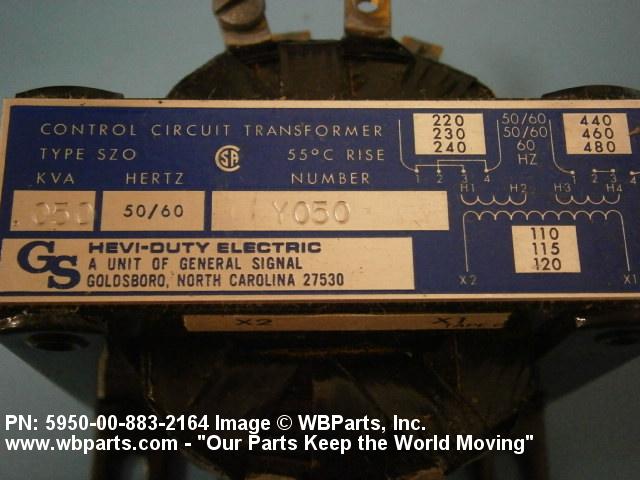 CONTROL CIRCUIT TRANSFORMER
TYPE SZO
SA
55°C RISE
KVA HERTZ NUMBER
.050 50/60 Y050
GS
HEVI-DUTY ELECTRIC
A UNIT OF GENERAL SIGNAL
GOLDSBORO, NORTH CAROLINA 27530
220 50/60 440
230 50/60 460
240 60 480
HZ
1 2 3 4 1 2 3
H1 H2 H3 H4
110
115
120
X2 X1
X2 X1
PN: 5950-00-883-2164 Image © WBParts, Inc.
www.wbparts.com - "Our Parts Keep the World Moving"